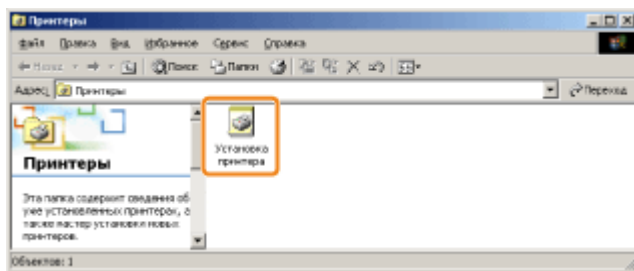 Принтеры
Файл Правка Вид Избранное Сервис Справка
Назад Поиск Папки
Адрес Принтеры Переход
Установка
принтера
Принтеры
Эта папка содержит сведения об
уже установленных принтерах, а
также мастер установки новых
принтеров.
Объектов: 1